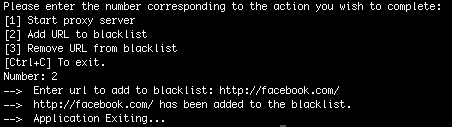 Please enter the number corresponding to the action you wish to complete:
[1] Start proxy server
[2] Add URL to blacklist
[3] Remove URL from blacklist
[Ctrl+C] To exit.
Number: 2
--> Enter url to add to blacklist: http://facebook.com/
--> http://facebook.com/ has been added to the blacklist.
--> Application Exiting...